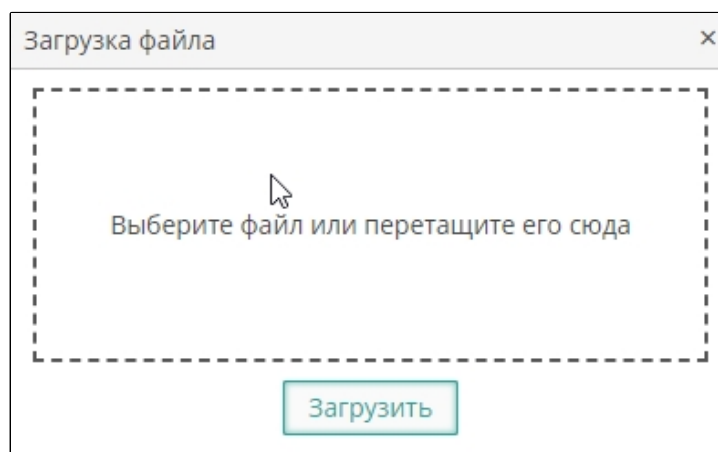 Загрузка файла
Выберите файл или перетащите его сюда
Загрузить